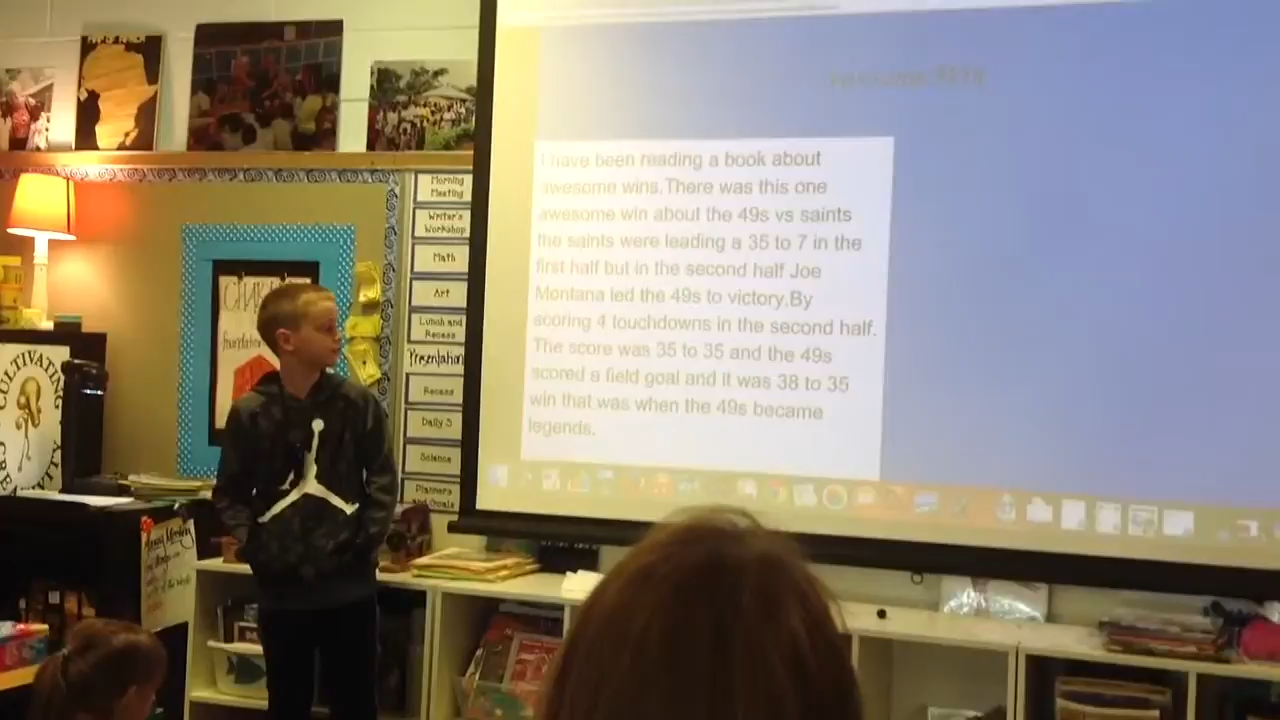 I have been reading a book about
awesome wins.There was this one
awesome win about the 49s vs saints
the saints were leading a 35 to 7 in the
first half but in the second half Joe
Montana led the 49s to victory.By
scoring 4 touchdowns in the second half.
The score was 35 to 35 and the 49s
scored a field goal and it was 38 to 35
win that was when the 49s became
legends.
Morning
Meeting
Writer's
Workshop
Math
Art
Lunch and
Recess
Presentation
Recess
Daily 5
Science
Planners
and Goals
CULTIVATING